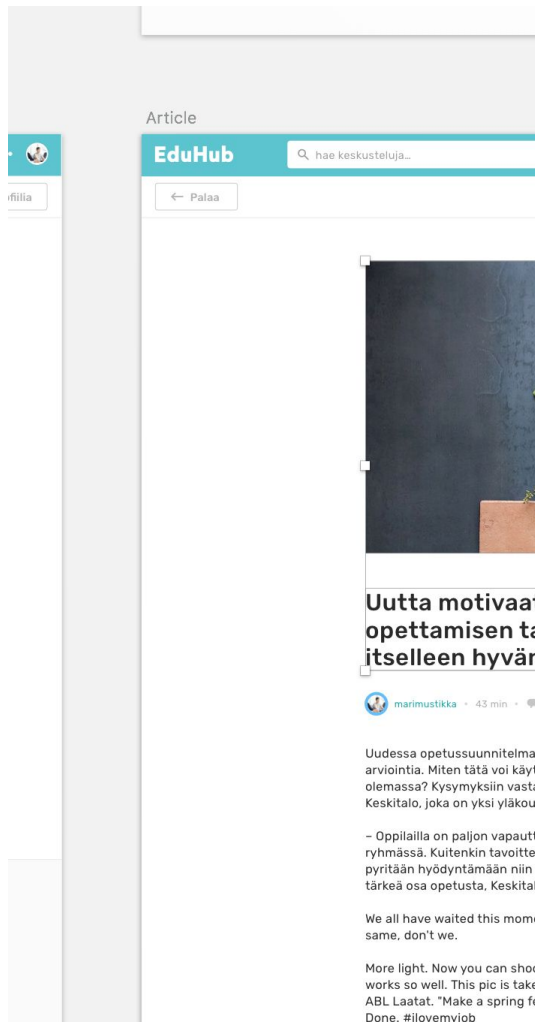 Article
EduHub
hae keskusteluja...
ofiilia
← Palaa
Uutta motivaat
opettamisen ta
itselleen hyvär
marimustikka • 43 min •
Uudessa opetussuunnitelma
arviointia. Miten tätä voi käyt
olemassa? Kysymyksiin vasta
Keskitalo, joka on yksi yläkou
– Oppilailla on paljon vapautt
ryhmässä. Kuitenkin tavoitte
pyritään hyödyntämään niin
tärkeä osa opetusta, Keskital
We all have waited this mome
same, don't we.
More light. Now you can shoo
works so well. This pic is take
ABL Laatat. "Make a spring fe
Done. #ilovemyjob